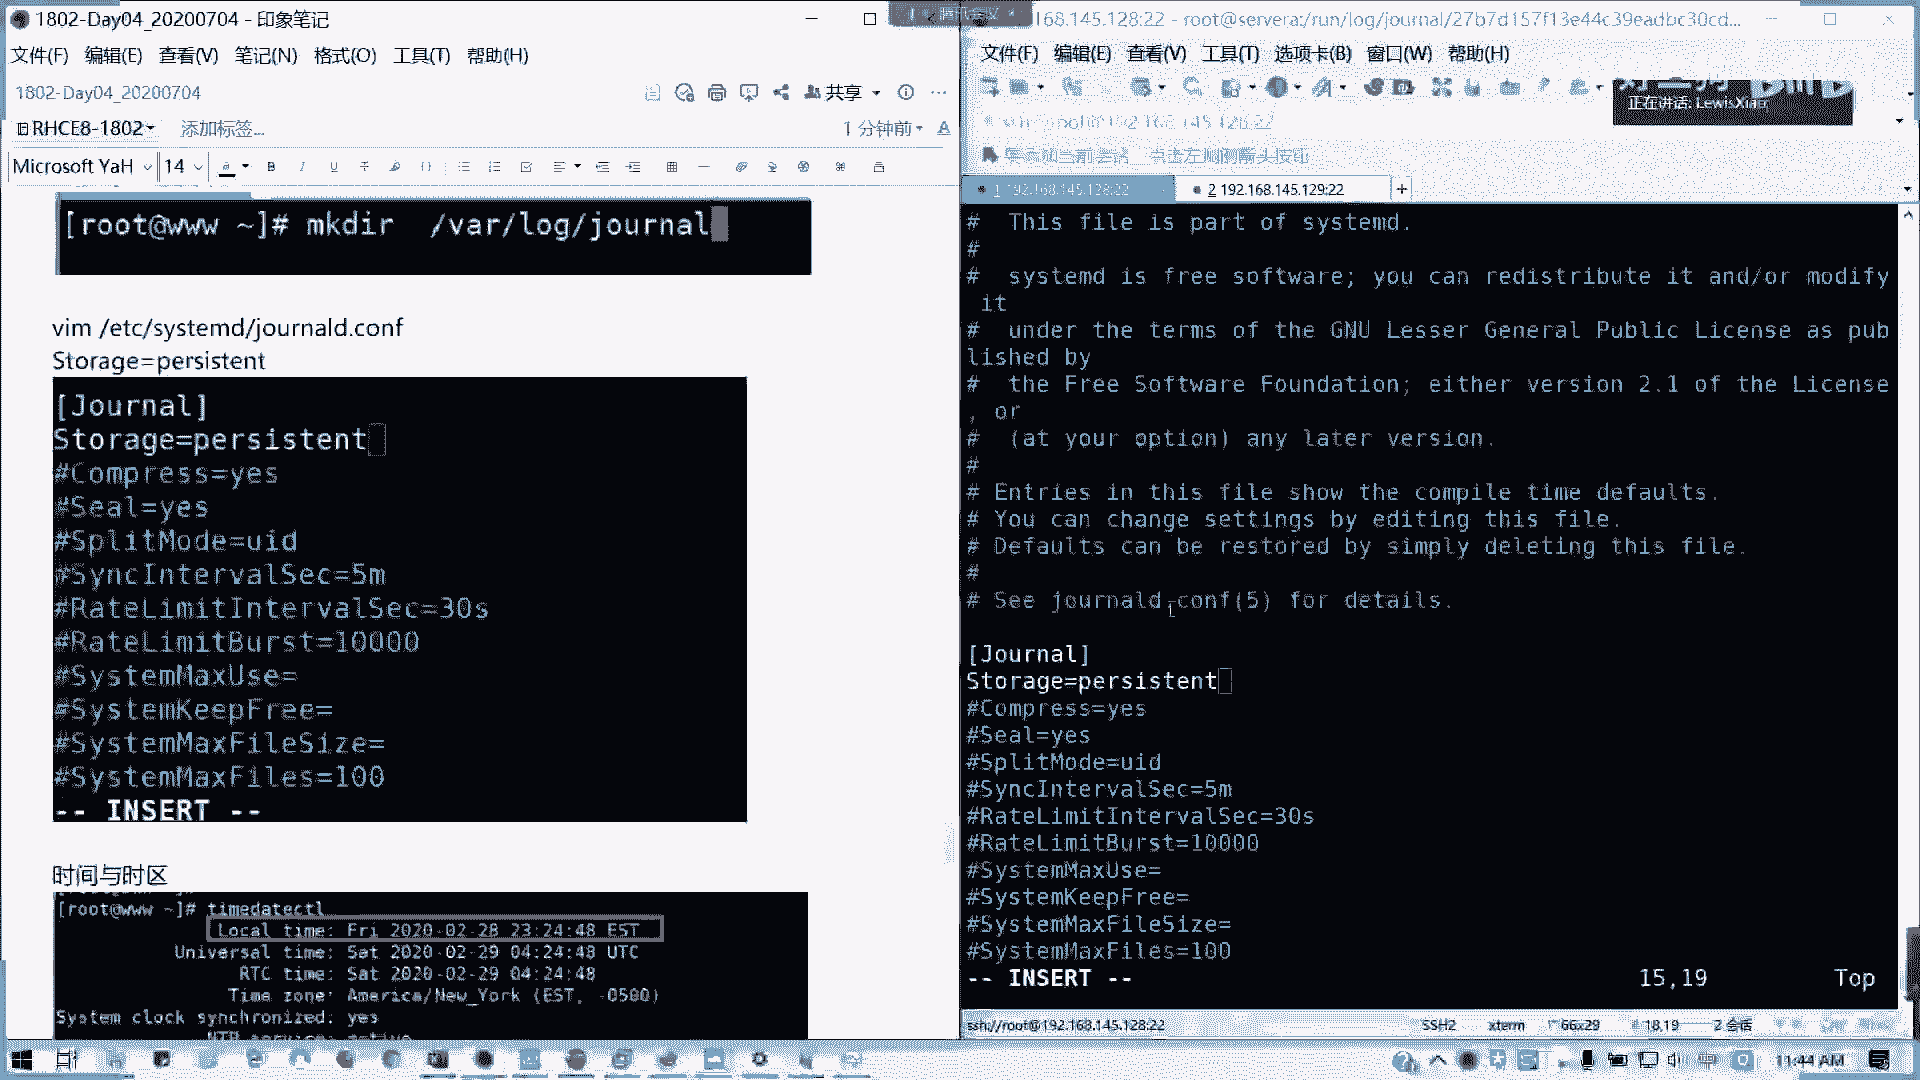 1802-Day04_20200704 - 印象笔记
文件(F) 编辑(E) 查看(V) 笔记(N) 格式(O) 工具(T) 帮助(H)
1802-Day04_20200704
共享
RHCE8-1802
添加标签...
1 分钟前
Microsoft YaH 14
[root@www ~]# mkdir  /var/log/journal
vim /etc/systemd/journald.conf
Storage=persistent
[Journal]
Storage=persistent
#Compress=yes
#Seal=yes
#SplitMode=uid
#SyncIntervalSec=5m
#RateLimitIntervalSec=30s
#RateLimitBurst=10000
#SystemMaxUse=
#SystemKeepFree=
#SystemMaxFileSize=
#SystemMaxFiles=100
-- INSERT --
时间与时区
[root@www ~]# timedatectl
Local time: Fri 2020-02-28 23:24:48 EST
Universal time: Sat 2020-02-29 04:24:48 UTC
RTC time: Sat 2020-02-29 04:24:48
Time zone: America/New_York (EST, -0500)
System clock synchronized: yes
168.145.128:22 - root@servera:/run/log/journal/27b7d157f13e44c39eadbc30cd...
文件(F) 编辑(E) 查看(V) 工具(T) 选项卡(B) 窗口(W) 帮助(H)
正在讲话: LewisXiao
1 192.168.145.128:22
2 192.168.145.129:22
#  This file is part of systemd.
#
#  systemd is free software; you can redistribute it and/or modify
it
#  under the terms of the GNU Lesser General Public License as pub
lished by
#  the Free Software Foundation; either version 2.1 of the License
, or
#  (at your option) any later version.
#
# Entries in this file show the compile time defaults.
# You can change settings by editing this file.
# Defaults can be restored by simply deleting this file.
#
# See journald.conf(5) for details.
[Journal]
Storage=persistent
#Compress=yes
#Seal=yes
#SplitMode=uid
#SyncIntervalSec=5m
#RateLimitIntervalSec=30s
#RateLimitBurst=10000
#SystemMaxUse=
#SystemKeepFree=
#SystemMaxFileSize=
#SystemMaxFiles=100
-- INSERT -- 15,19 Top
ssh://root@192.168.145.128:22 SSH2 xterm 66x29 18,19 2 会话
11:44 AM